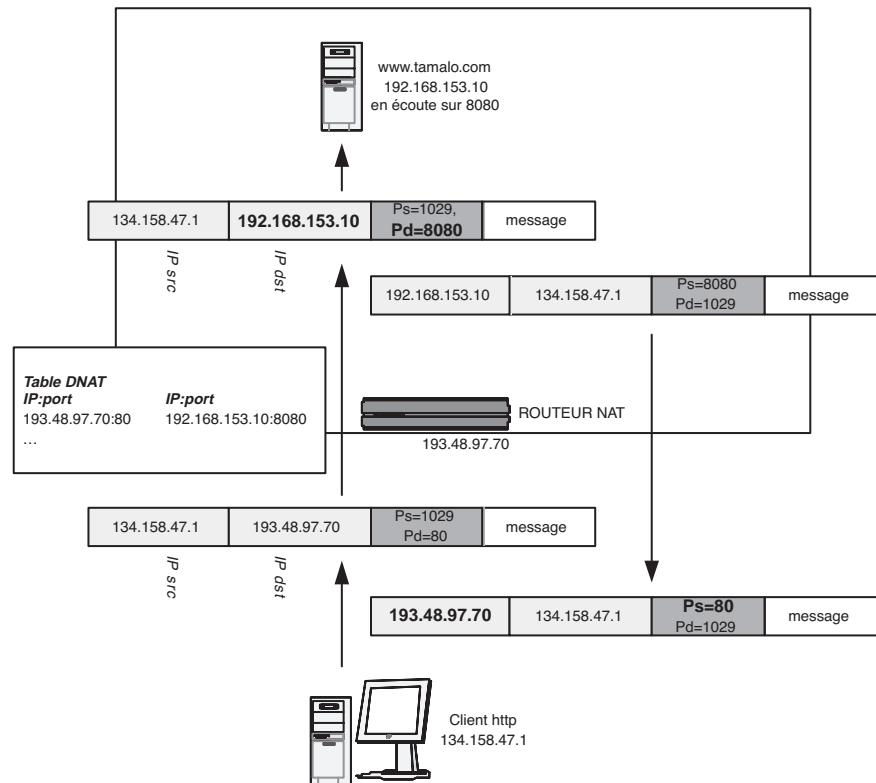 www.tamalo.com
192.168.153.10
en écoute sur 8080
134.158.47.1
192.168.153.10
Ps=1029,
Pd=8080
message
IP src
IP dst
192.168.153.10
134.158.47.1
Ps=8080
Pd=1029
message
Table DNAT
IP:port IP:port
193.48.97.70:80 192.168.153.10:8080
…
ROUTEUR NAT
193.48.97.70
134.158.47.1
193.48.97.70
Ps=1029
Pd=80
message
IP src
IP dst
193.48.97.70
134.158.47.1
Ps=80
Pd=1029
message
Client http
134.158.47.1